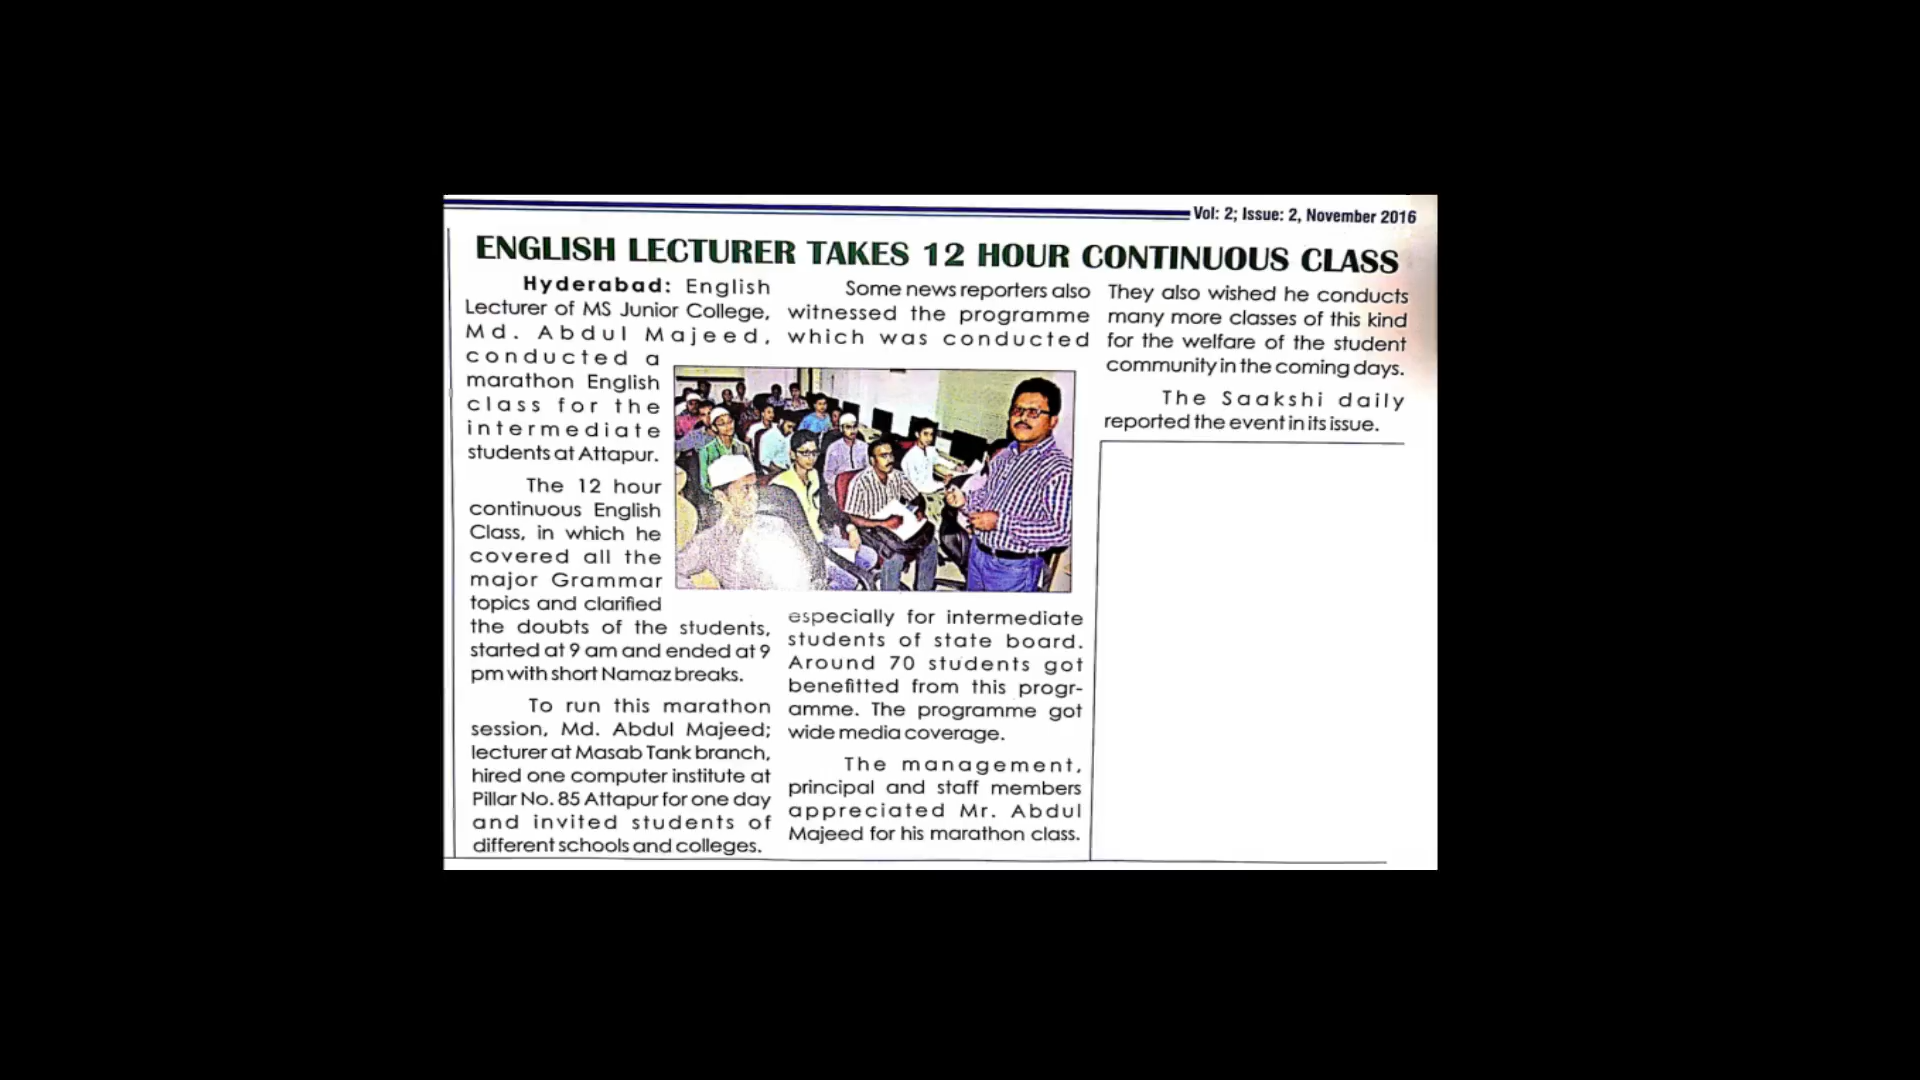 Vol: 2; Issue: 2, November 2016
ENGLISH LECTURER TAKES 12 HOUR CONTINUOUS CLASS
Hyderabad: English
Lecturer of MS Junior College,
Md. Abdul Majeed,
conducted a
marathon English
class for the
intermediate
students at Attapur.
The 12 hour
continuous English
Class, in which he
covered all the
major Grammar
topics and clarified
the doubts of the students,
started at 9 am and ended at 9
pm with short Namaz breaks.
To run this marathon
session, Md. Abdul Majeed;
lecturer at Masab Tank branch,
hired one computer institute at
Pillar No. 85 Attapur for one day
and invited students of
different schools and colleges.
Some news reporters also
witnessed the programme
which was conducted
especially for intermediate
students of state board.
Around 70 students got
benefitted from this progr-
amme. The programme got
wide media coverage.
The management,
principal and staff members
appreciated Mr. Abdul
Majeed for his marathon class.
They also wished he conducts
many more classes of this kind
for the welfare of the student
community in the coming days.
The Saakshi daily
reported the event in its issue.